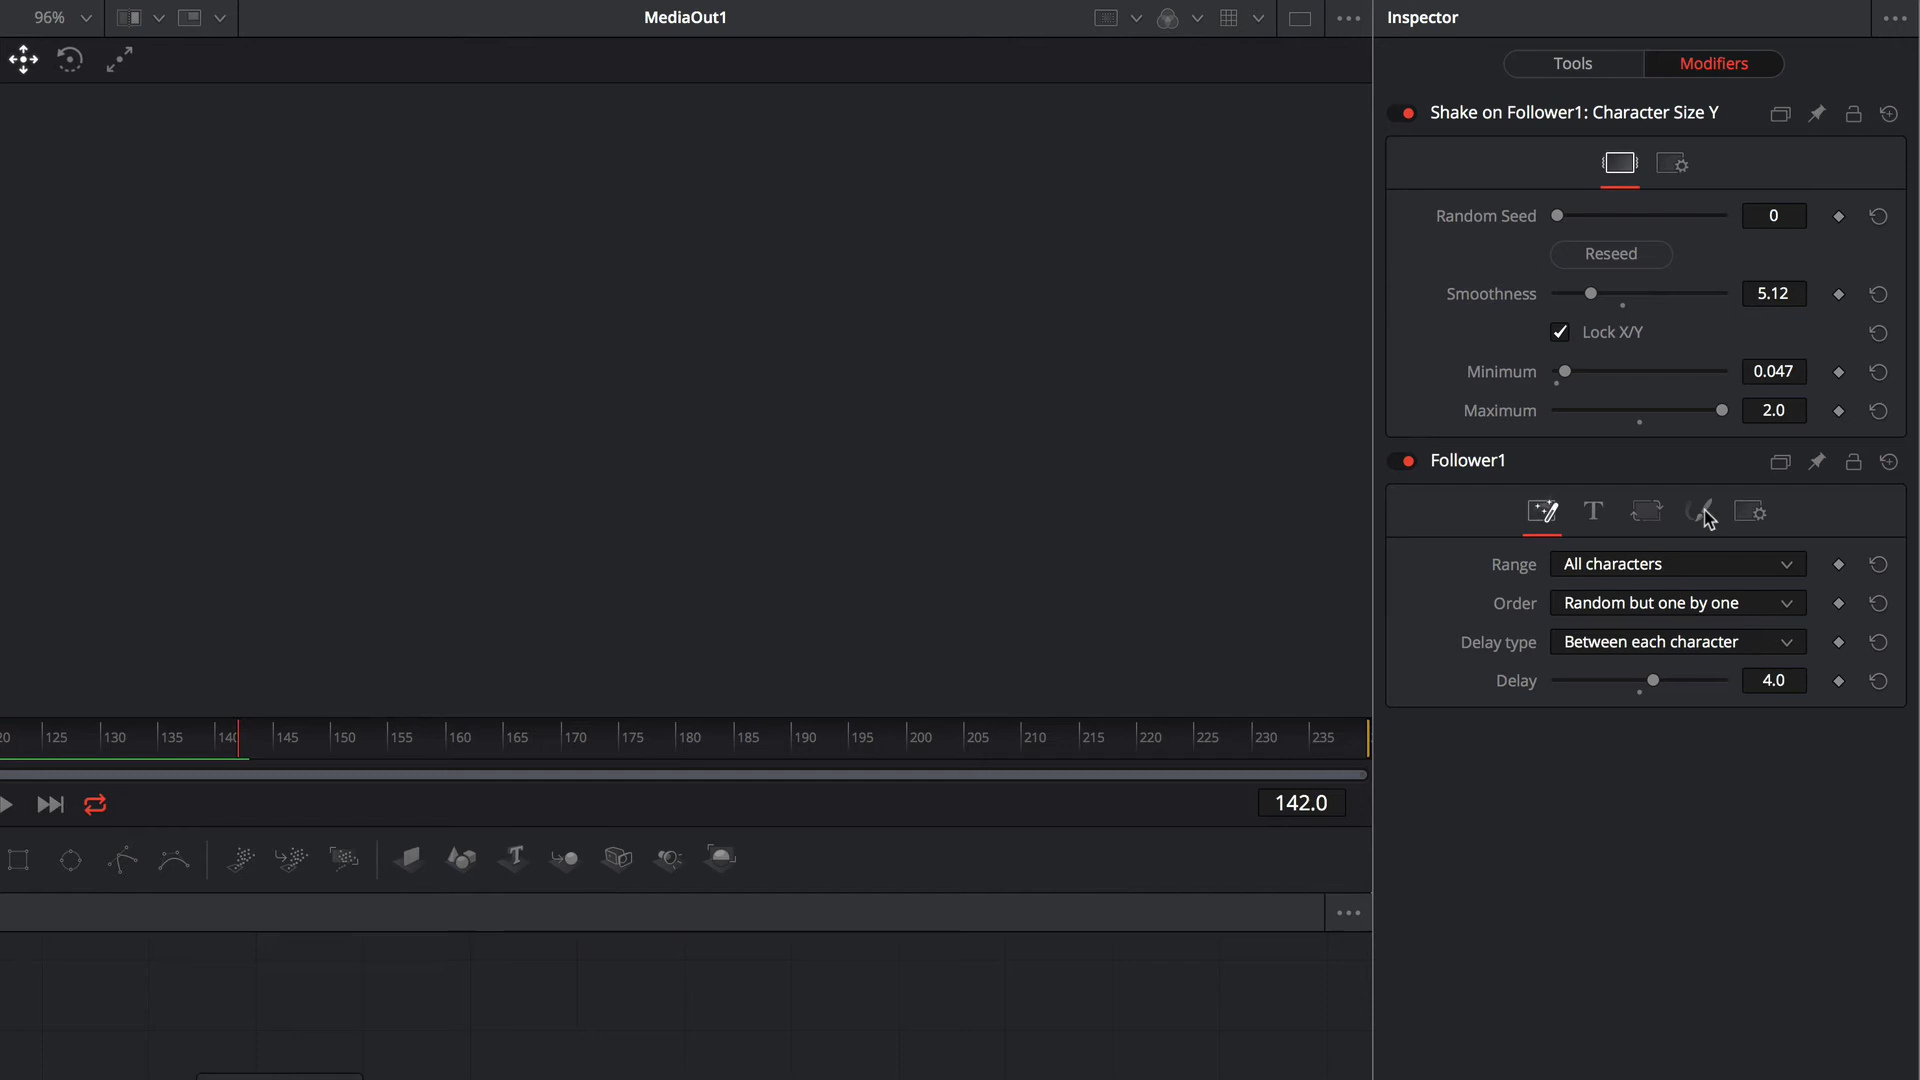 96%
MediaOut1
Inspector
Tools
Modifiers
Shake on Follower1: Character Size Y
Random Seed 0
Reseed
Smoothness 5.12
Lock X/Y
Minimum 0.047
Maximum 2.0
Follower1
T
Range All characters
Order Random but one by one
Delay type Between each character
Delay 4.0
20 125 130 135 140 145 150 155 160 165 170 175 180 185 190 195 200 205 210 215 220 225 230 235
142.0
T